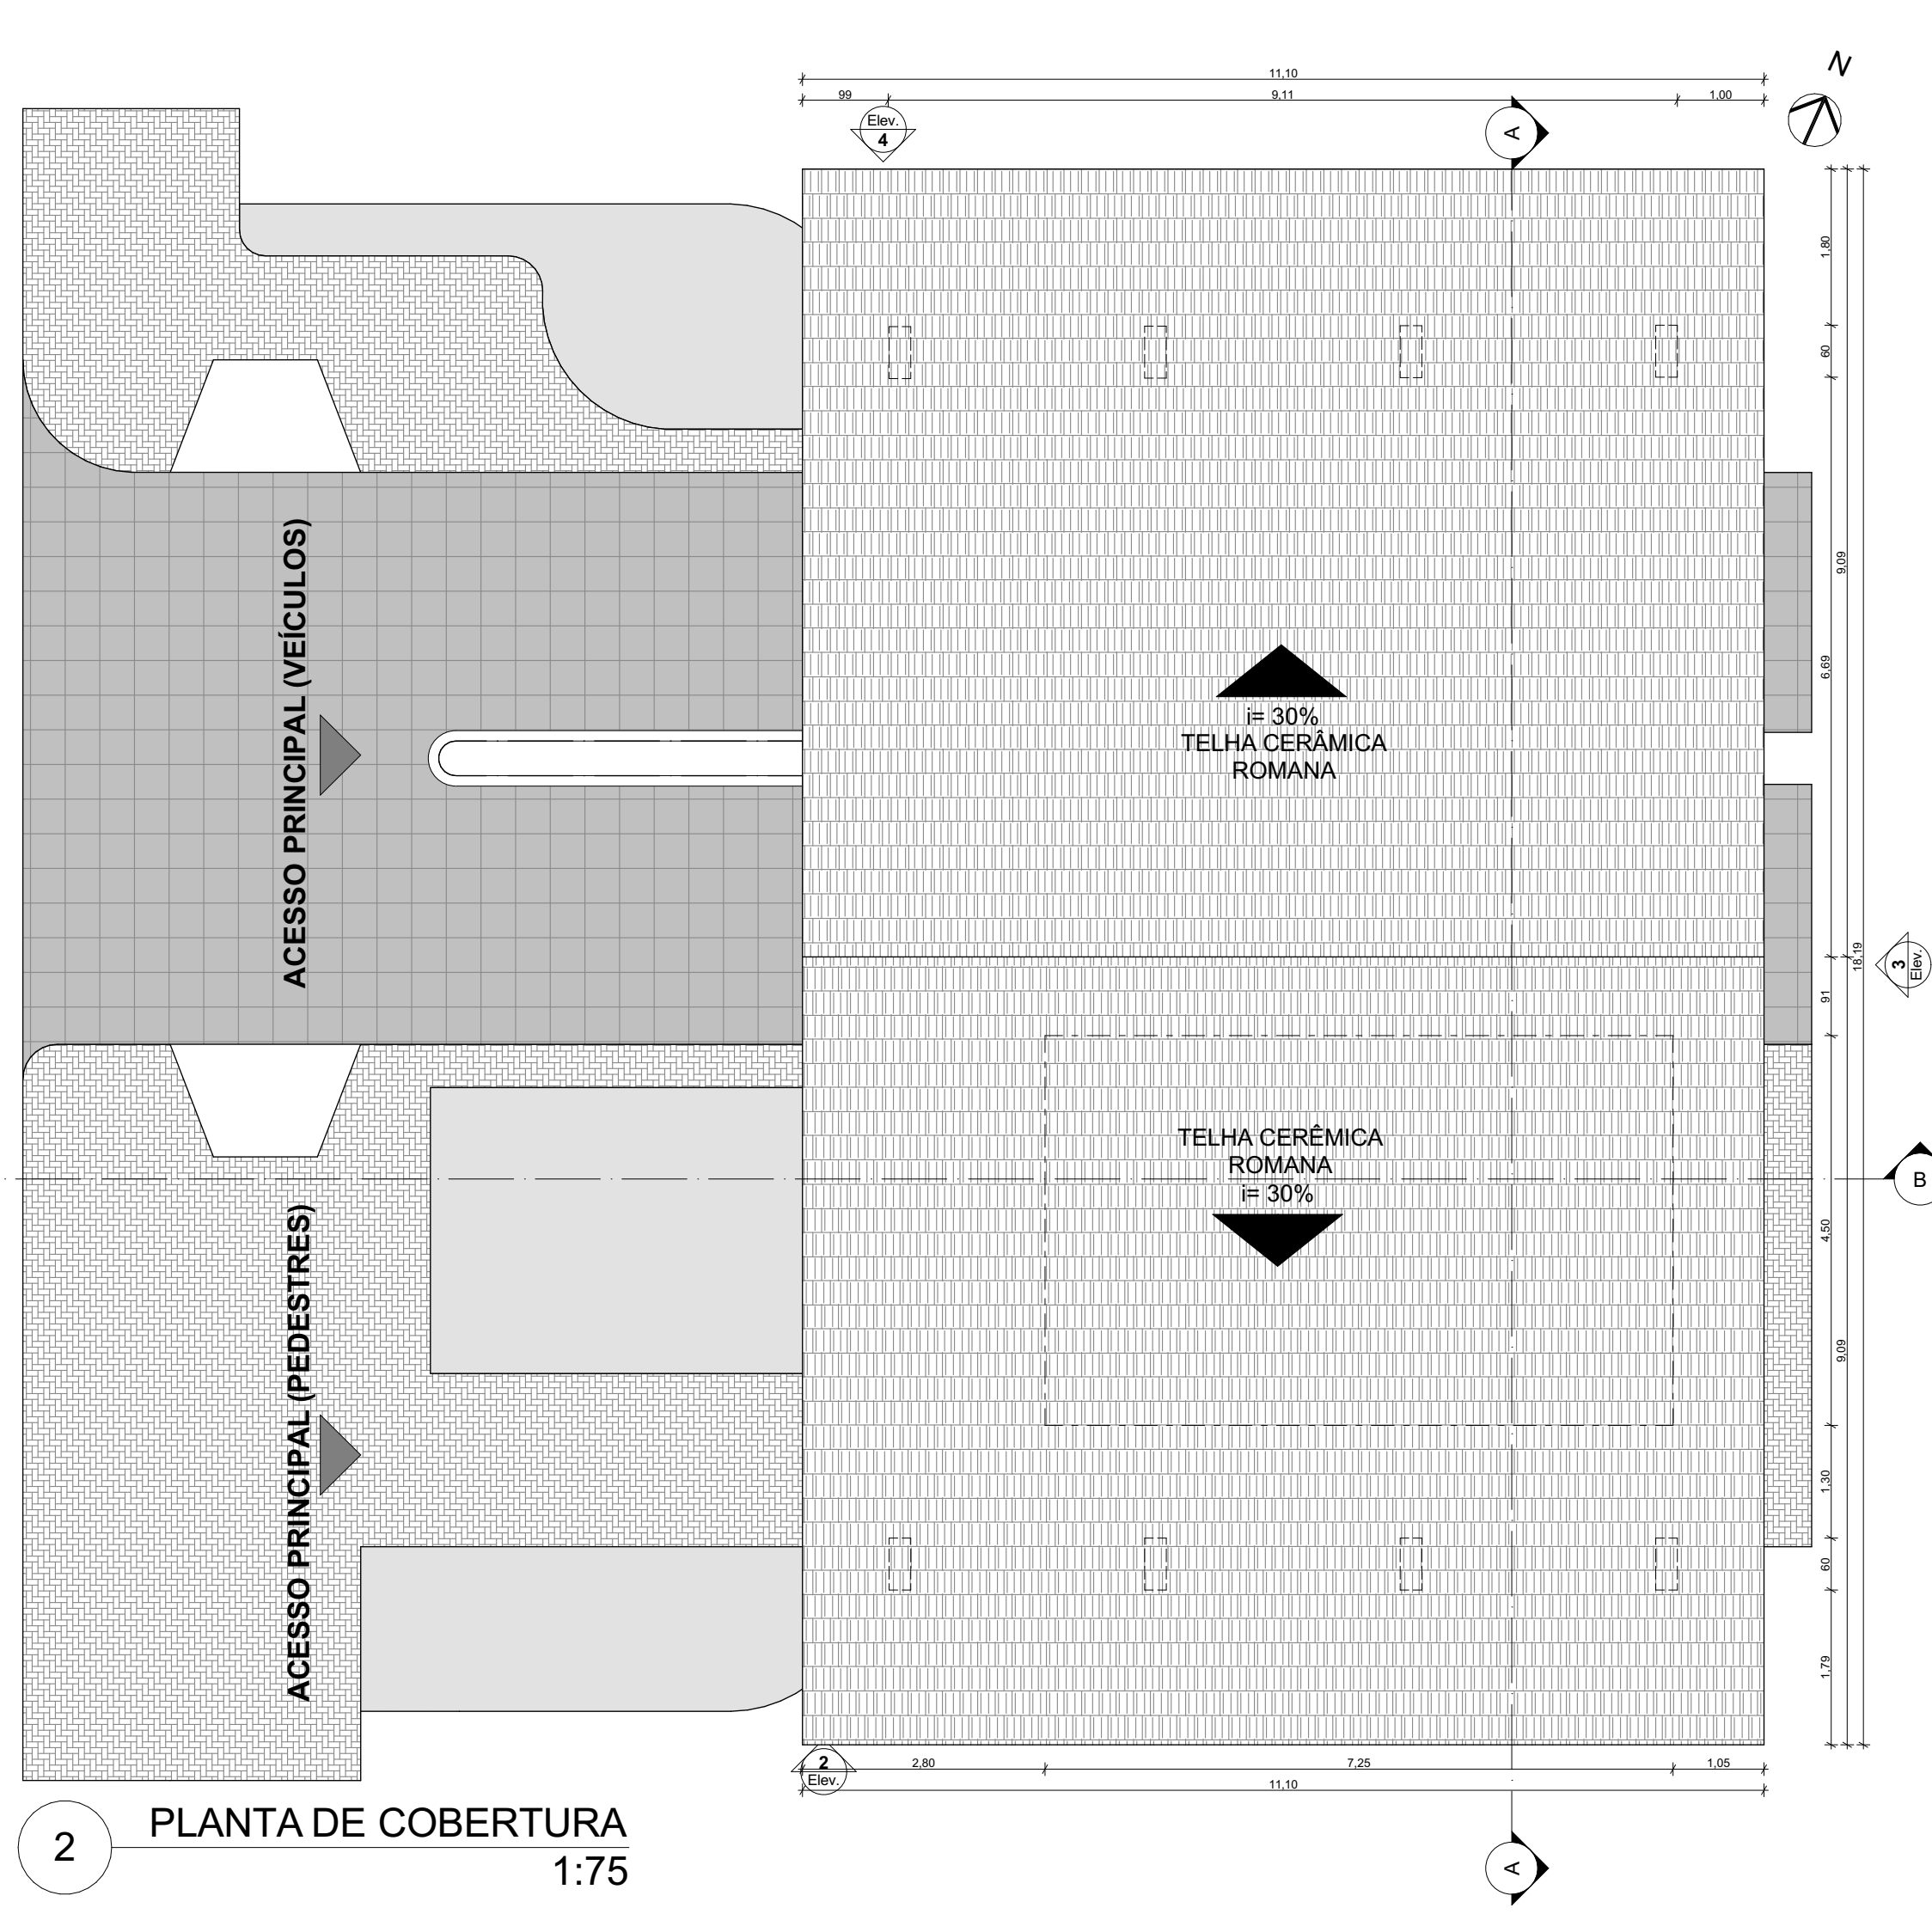 11,10
99
9,11
1,00
N
Elev.
4
A
1,80
60
9,09
6,69
18,19
91
3
Elev.
ACESSO PRINCIPAL (VEÍCULOS)
i= 30%
TELHA CERÂMICA
ROMANA
TELHA CERÊMICA
ROMANA
i= 30%
B
4,50
9,09
1,30
60
1,79
ACESSO PRINCIPAL (PEDESTRES)
2
Elev.
2,80
7,25
1,05
11,10
2
PLANTA DE COBERTURA
1:75
A